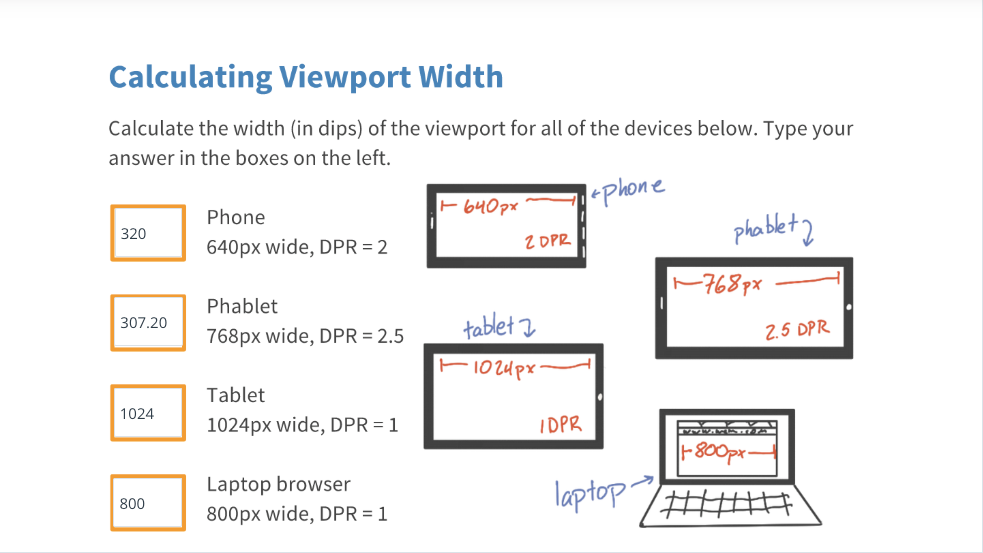 Calculating Viewport Width
Calculate the width (in dips) of the viewport for all of the devices below. Type your
answer in the boxes on the left.
320
Phone
640px wide, DPR = 2
307.20
Phablet
768px wide, DPR = 2.5
1024
Tablet
1024px wide, DPR = 1
800
Laptop browser
800px wide, DPR = 1
640px
2 DPR
phone
phablet
768px
2.5 DPR
tablet
1024px
1 DPR
800px
laptop